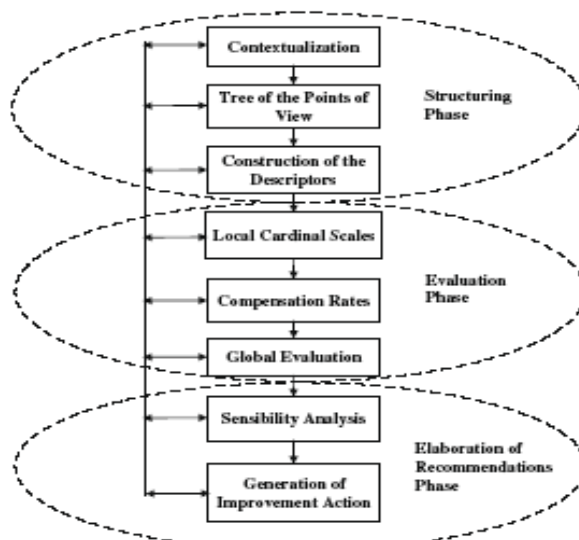 Contextualization
Tree of the Points of
View
Structuring
Phase
Construction of the
Descriptors
Local Cardinal Scales
Evaluation
Phase
Compensation Rates
Global Evaluation
Sensibility Analysis
Elaboration of
Recommendations
Phase
Generation of
Improvement Action